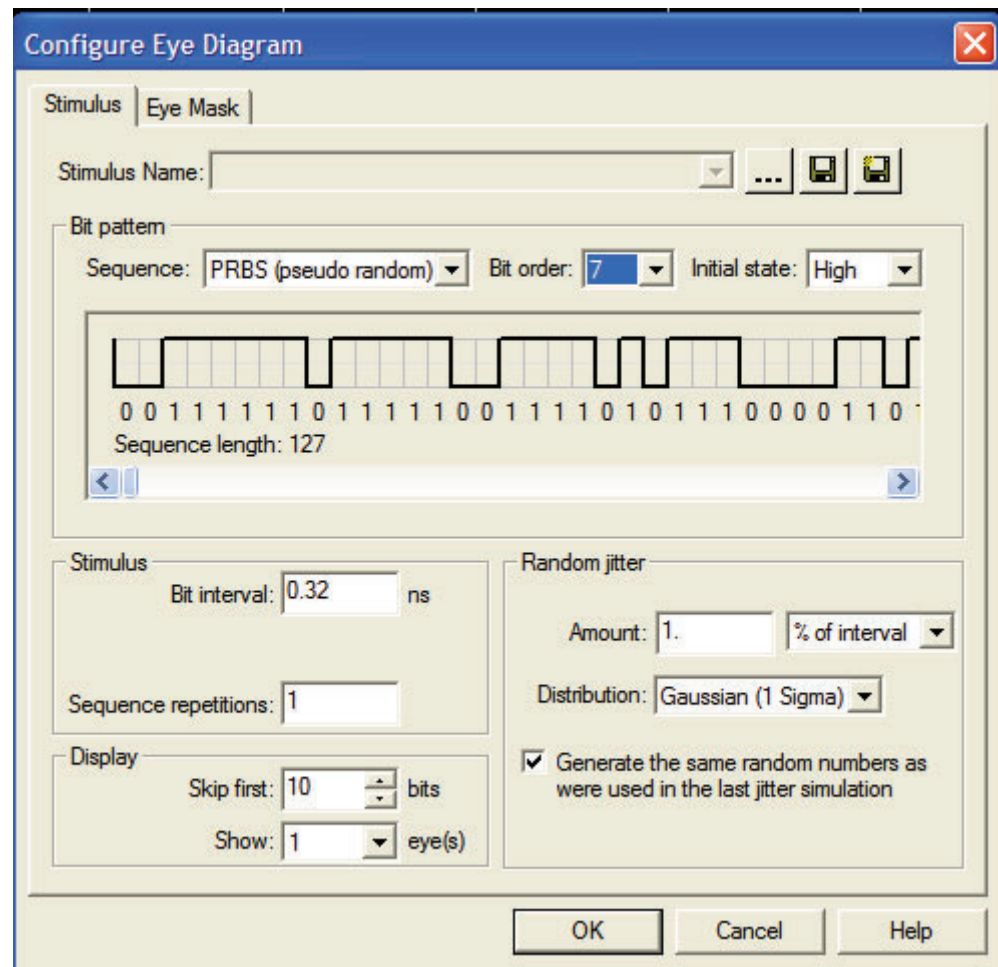 Configure Eye Diagram
Stimulus
Eye Mask
Stimulus Name:
...
Bit pattern
Sequence: PRBS (pseudo random) Bit order: 7 Initial state: High
0 0 1 1 1 1 1 1 0 1 1 1 1 1 0 0 1 1 1 1 0 1 0 1 1 1 0 0 0 0 1 1 0 1
Sequence length: 127
Stimulus
Bit interval: 0.32 ns
Sequence repetitions: 1
Display
Skip first: 10 bits
Show: 1 eye(s)
Random jitter
Amount: 1. % of interval
Distribution: Gaussian (1 Sigma)
Generate the same random numbers as
were used in the last jitter simulation
OK Cancel Help